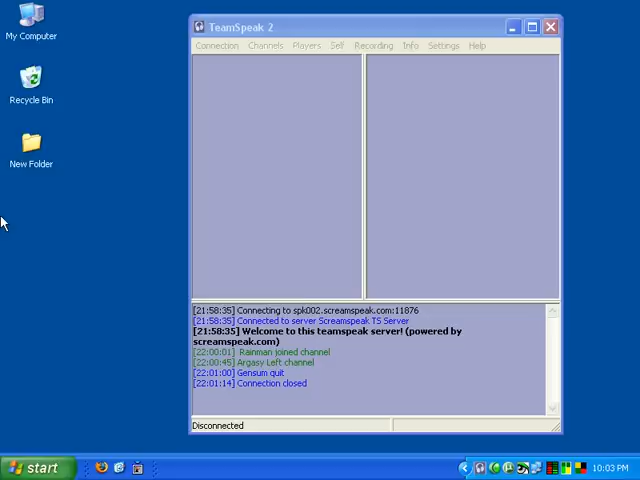 My Computer
Recycle Bin
New Folder
TeamSpeak 2
Connection Channels Players Self Recording Info Settings Help
[21:58:35] Connecting to spk002.screamspeak.com:11876
[21:58:35] Connected to server Screamspeak TS Server
[21:58:35] Welcome to this teamspeak server! (powered by
screamspeak.com)
[22:00:01] Rainman joined channel
[22:00:45] Argasy Left channel
[22:01:00] Gensum quit
[22:01:14] Connection closed
Disconnected
start
10:03 PM